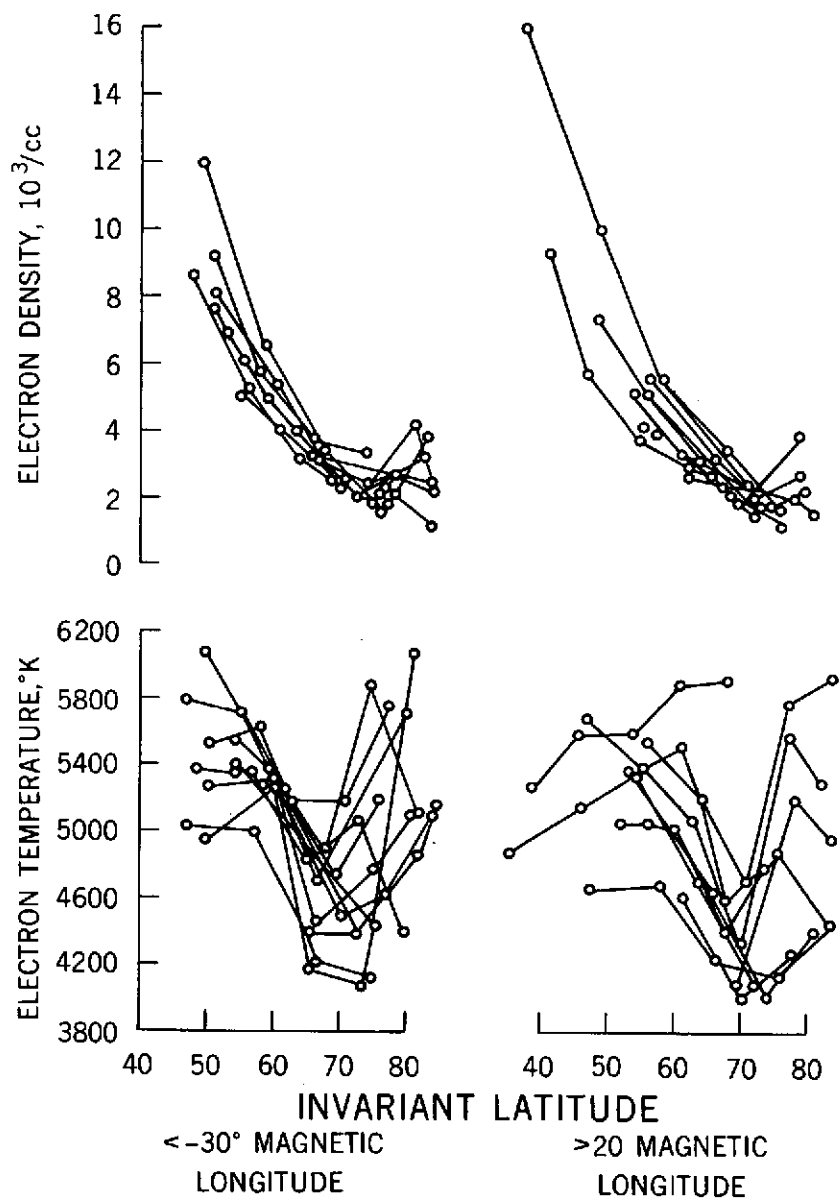 ELECTRON DENSITY, 10³/cc
16
14
12
10
8
6
4
2
0
ELECTRON TEMPERATURE,°K
6200
5800
5400
5000
4600
4200
3800
40 50 60 70 80
40 50 60 70 80
INVARIANT LATITUDE
<-30° MAGNETIC
LONGITUDE
>20 MAGNETIC
LONGITUDE